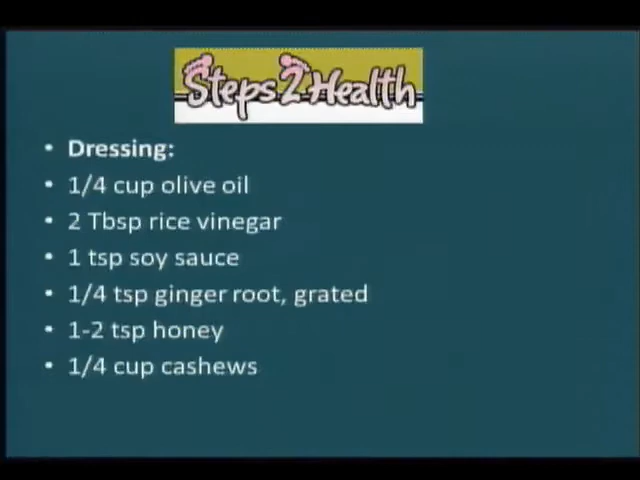 Steps2Health
• Dressing:
• 1/4 cup olive oil
• 2 Tbsp rice vinegar
• 1 tsp soy sauce
• 1/4 tsp ginger root, grated
• 1-2 tsp honey
• 1/4 cup cashews